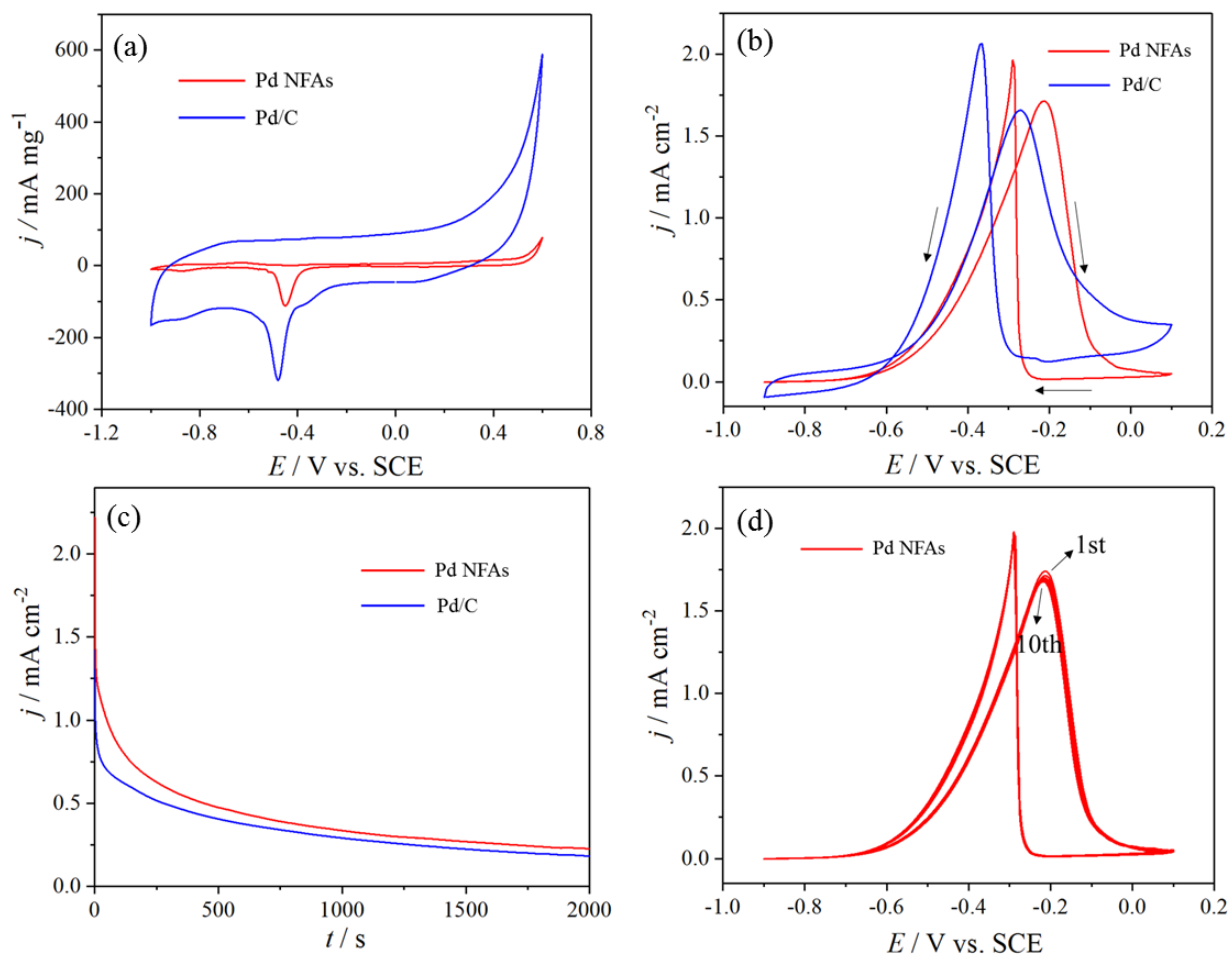 (a)
Pd NFAs
Pd/C
600
400
200
0
-200
-400
j / mA mg⁻¹
-1.2 -0.8 -0.4 0.0 0.4 0.8
E / V vs. SCE
(b)
Pd NFAs
Pd/C
2.0
1.5
1.0
0.5
0.0
j / mA cm⁻²
-1.0 -0.8 -0.6 -0.4 -0.2 0.0 0.2
E / V vs. SCE
(c)
Pd NFAs
Pd/C
2.0
1.5
1.0
0.5
0.0
j / mA cm⁻²
0 500 1000 1500 2000
t / s
(d)
Pd NFAs
1st
10th
2.0
1.5
1.0
0.5
0.0
j / mA cm⁻²
-1.0 -0.8 -0.6 -0.4 -0.2 0.0 0.2
E / V vs. SCE